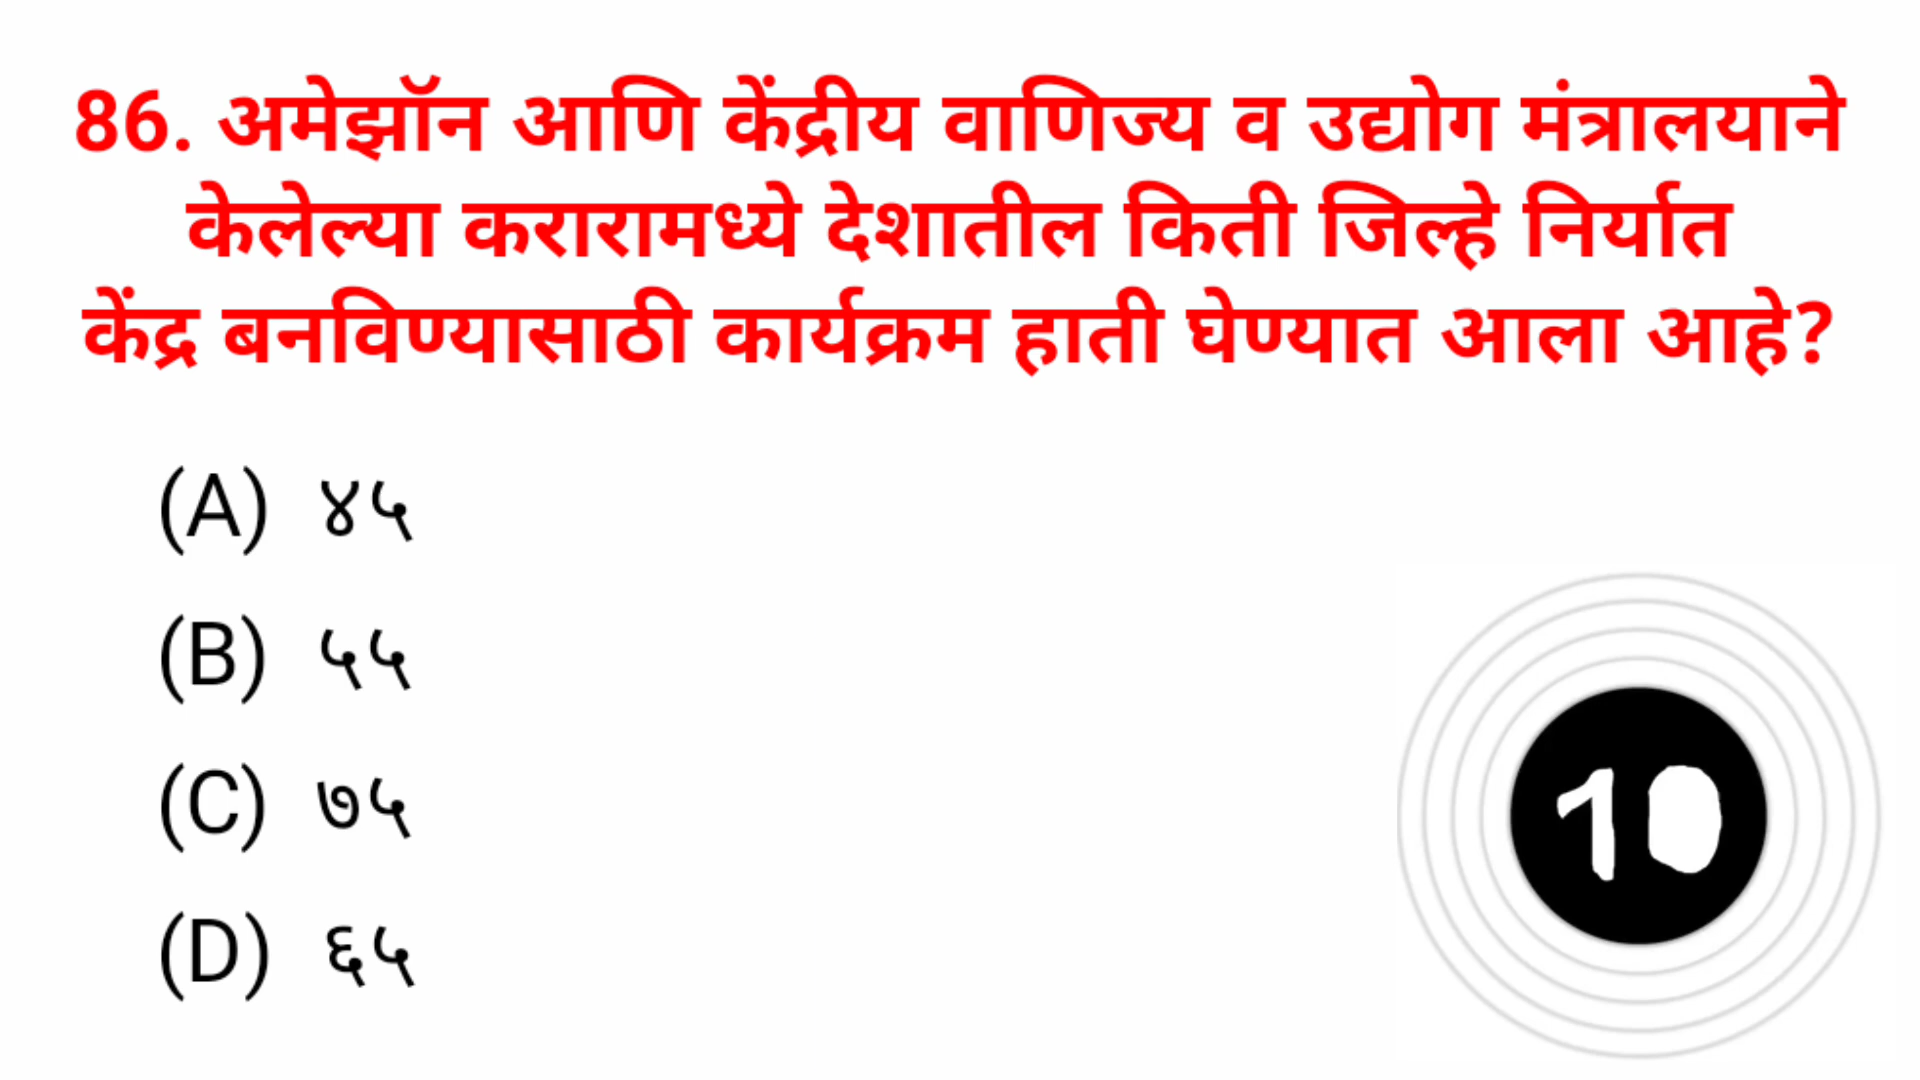 86. अमेझॉन आणि केंद्रीय वाणिज्य व उद्योग मंत्रालयाने
केलेल्या करारामध्ये देशातील किती जिल्हे निर्यात
केंद्र बनविण्यासाठी कार्यक्रम हाती घेण्यात आला आहे?
(A) ४५
(B) ५५
(C) ७५
(D) ६५
10